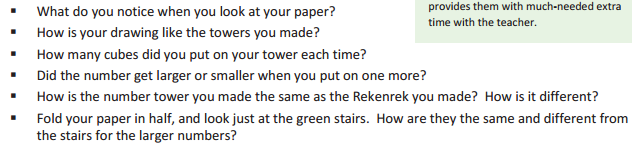 provides them with much-needed extra
time with the teacher.
▪ What do you notice when you look at your paper?
▪ How is your drawing like the towers you made?
▪ How many cubes did you put on your tower each time?
▪ Did the number get larger or smaller when you put on one more?
▪ How is the number tower you made the same as the Rekenrek you made? How is it different?
▪ Fold your paper in half, and look just at the green stairs. How are they the same and different from
the stairs for the larger numbers?